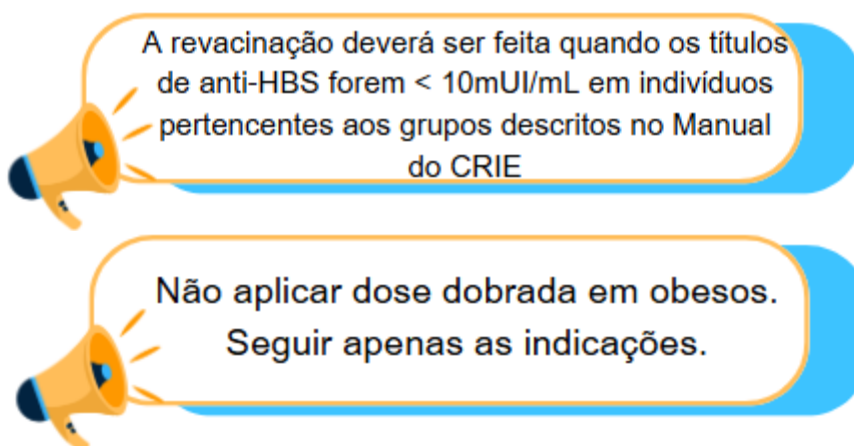 A revacinação deverá ser feita quando os títulos
de anti-HBS forem < 10mUI/mL em indivíduos
pertencentes aos grupos descritos no Manual
do CRIE
Não aplicar dose dobrada em obesos.
Seguir apenas as indicações.